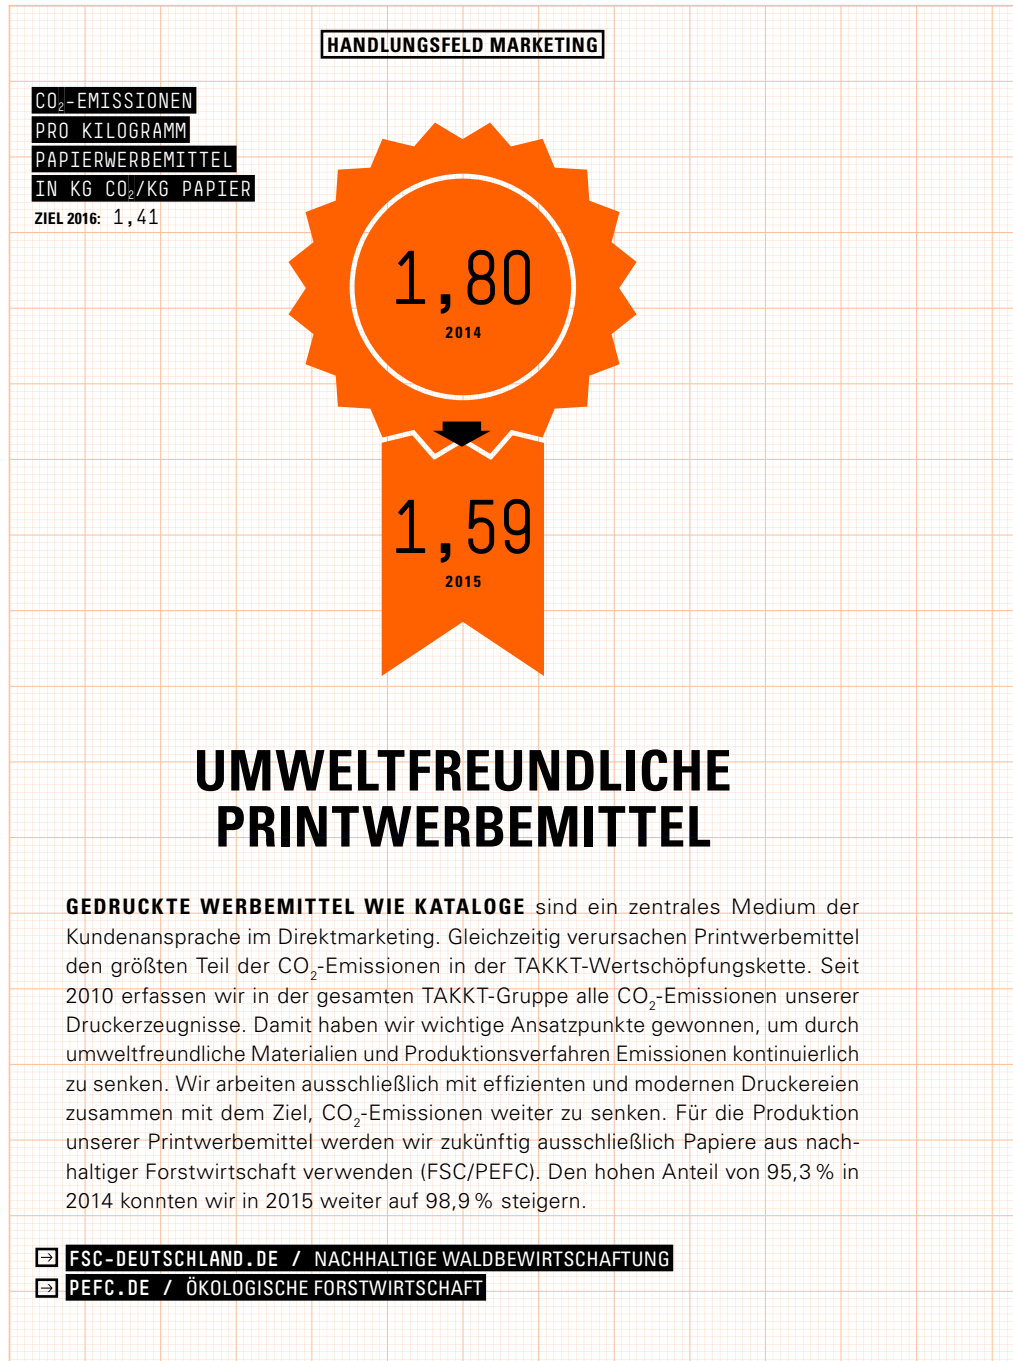 HANDLUNGSFELD MARKETING
CO₂-EMISSIONEN
PRO KILOGRAMM
PAPIERWERBEMITTEL
IN KG CO₂/KG PAPIER
ZIEL 2016: 1,41
1,80
2014
1,59
2015
UMWELTFREUNDLICHE
PRINTWERBEMITTEL
GEDRUCKTE WERBEMITTEL WIE KATALOGE sind ein zentrales Medium der
Kundenansprache im Direktmarketing. Gleichzeitig verursachen Printwerbemittel
den größten Teil der CO₂-Emissionen in der TAKKT-Wertschöpfungskette. Seit
2010 erfassen wir in der gesamten TAKKT-Gruppe alle CO₂-Emissionen unserer
Druckerzeugnisse. Damit haben wir wichtige Ansatzpunkte gewonnen, um durch
umweltfreundliche Materialien und Produktionsverfahren Emissionen kontinuierlich
zu senken. Wir arbeiten ausschließlich mit effizienten und modernen Druckereien
zusammen mit dem Ziel, CO₂-Emissionen weiter zu senken. Für die Produktion
unserer Printwerbemittel werden wir zukünftig ausschließlich Papiere aus nach-
haltiger Forstwirtschaft verwenden (FSC/PEFC). Den hohen Anteil von 95,3 % in
2014 konnten wir in 2015 weiter auf 98,9 % steigern.
→ FSC-DEUTSCHLAND.DE / NACHHALTIGE WALDBEWIRTSCHAFTUNG
→ PEFC.DE / ÖKOLOGISCHE FORSTWIRTSCHAFT